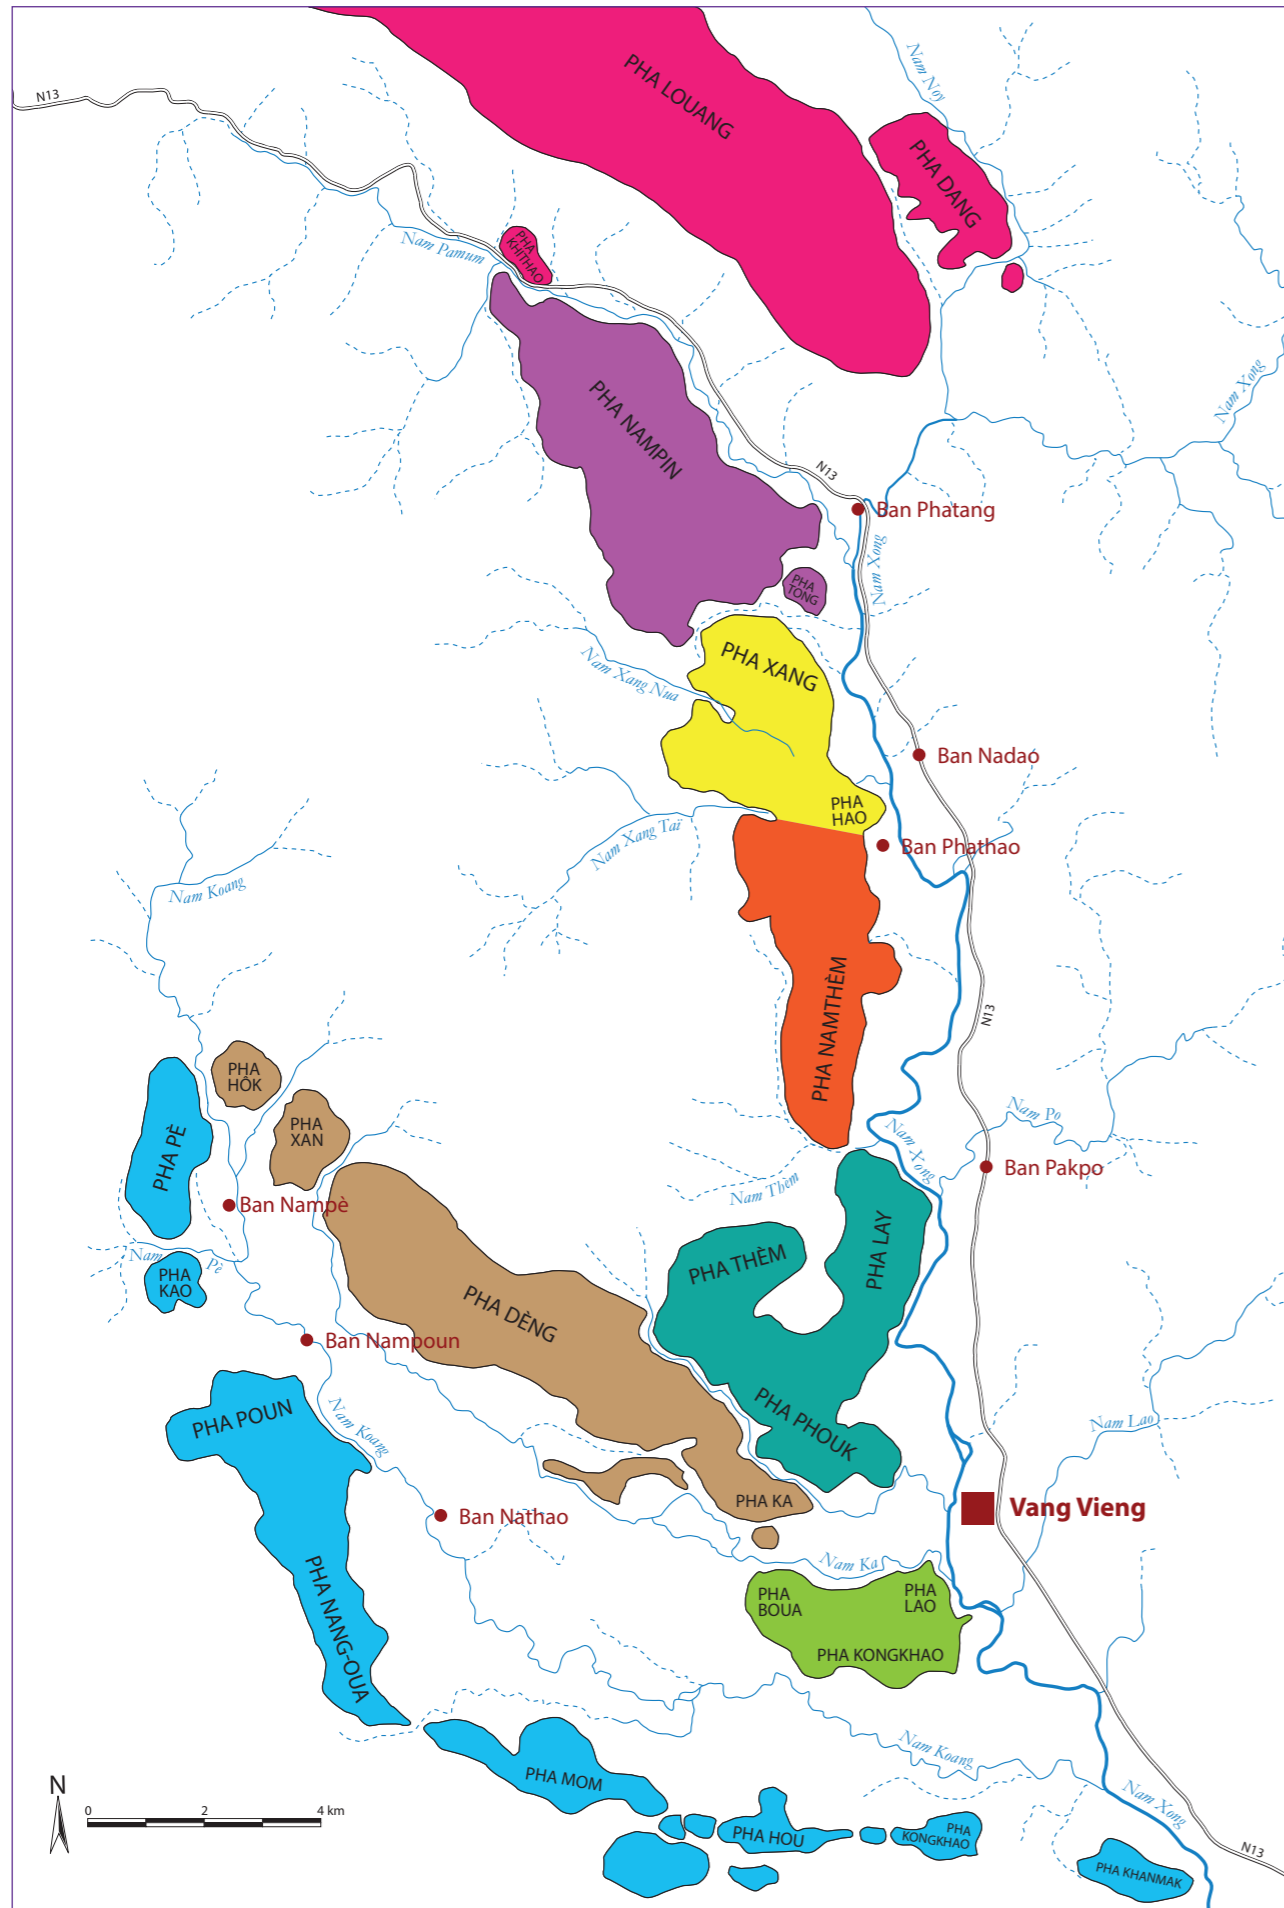 N13
PHA LOUANG
Nam Noy
PHA DANG
PHA
KHITHAO
Nam Pamum
Nam Xong
PHA NAMPIN
N13
Ban Phatang
Nam Xong
PHA
TONG
PHA XANG
Nam Xang Nua
Ban Nadao
PHA
HAO
Nam Xang Taï
Ban Phathao
Nam Koang
PHA NAMTHÈM
N13
PHA
HÔK
PHA
XAN
PHA PÈ
Nam Po
Nam Xong
Ban Pakpo
Nam Thèm
Ban Nampè
PHA LAY
PHA THÈM
Nam Pè
PHA
KAO
PHA DÈNG
Ban Nampoun
PHA POUN
Nam Koang
PHA PHOUK
Nam Lao
PHA KA
Vang Vieng
Ban Nathao
Nam Ka
PHA NANG-OUA
PHA
BOUA
PHA
LAO
PHA KONGKHAO
Nam Koang
PHA MOM
Nam Xong
N
0 2 4 km
PHA HOU
PHA
KONGKHAO
N13
PHA KHANMAK